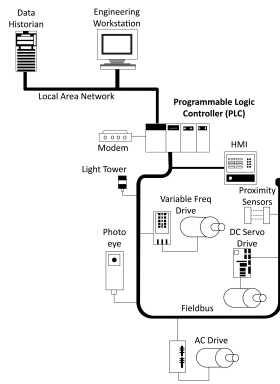 Data
Historian
Engineering
Workstation
Local Area Network
Programmable Logic
Controller (PLC)
Modem
HMI
Light Tower
Proximity
Sensors
Variable Freq
Drive
DC Servo
Drive
Photo
eye
Fieldbus
AC Drive